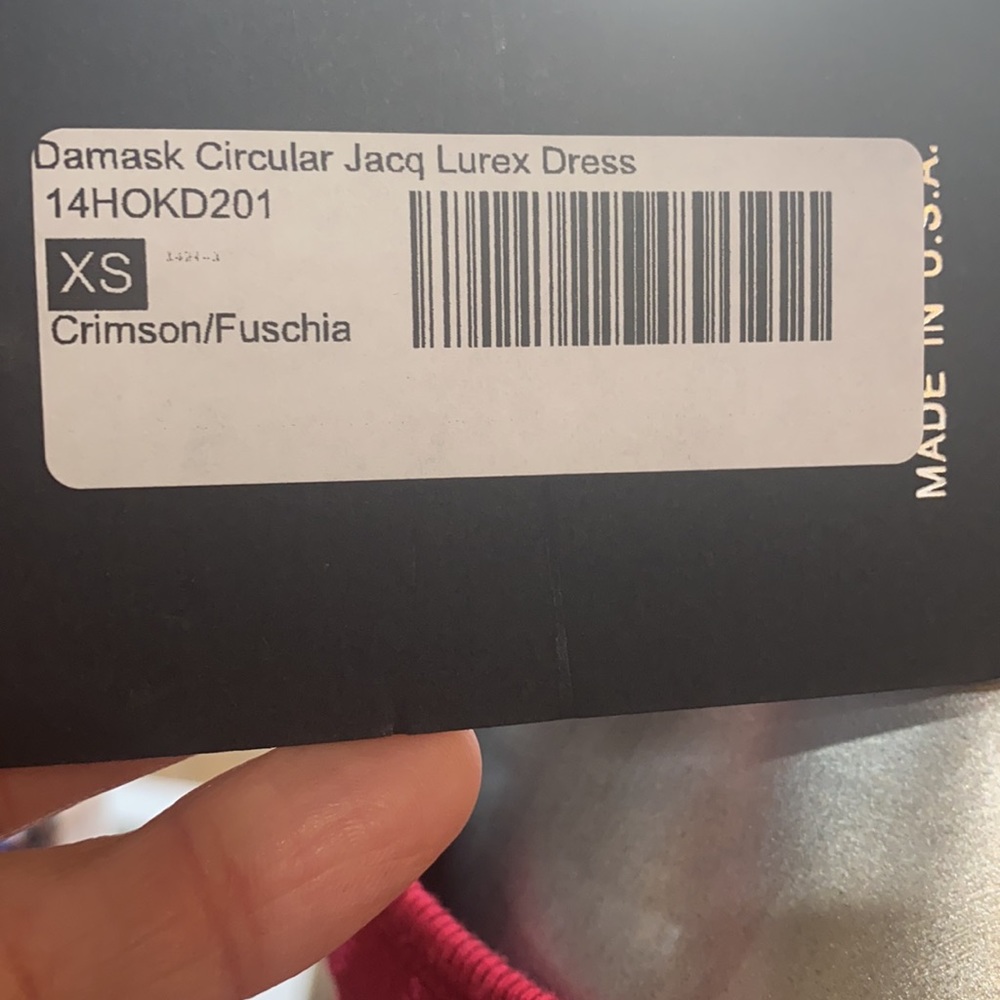 Damask Circular Jacq Lurex Dress
14HOKD201
XS
Crimson/Fuschia
MADE IN U.S.A.